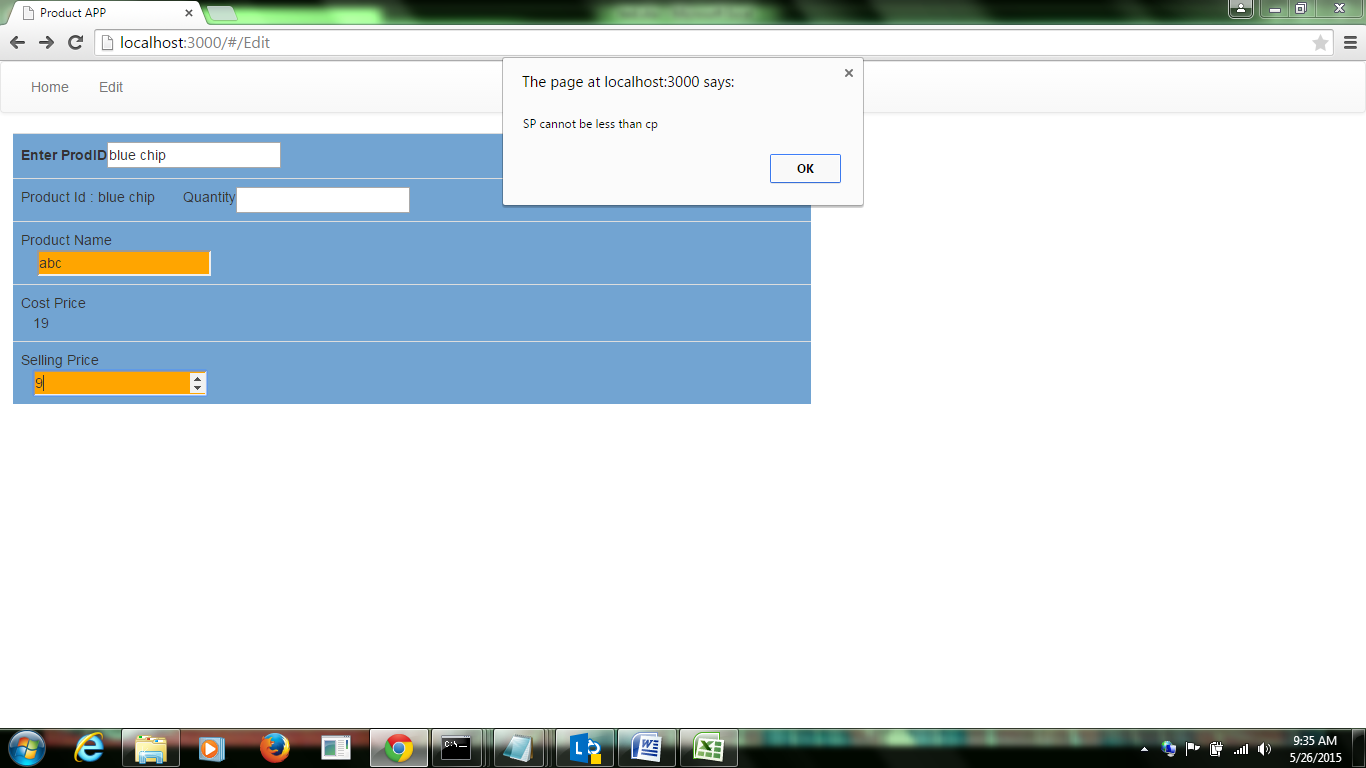 Product APP
localhost:3000/#/Edit
Home Edit
The page at localhost:3000 says:
SP cannot be less than cp
OK
Enter ProdID blue chip
Product Id : blue chip Quantity
Product Name
abc
Cost Price
19
Selling Price
9
C:\_
9:35 AM
5/26/2015